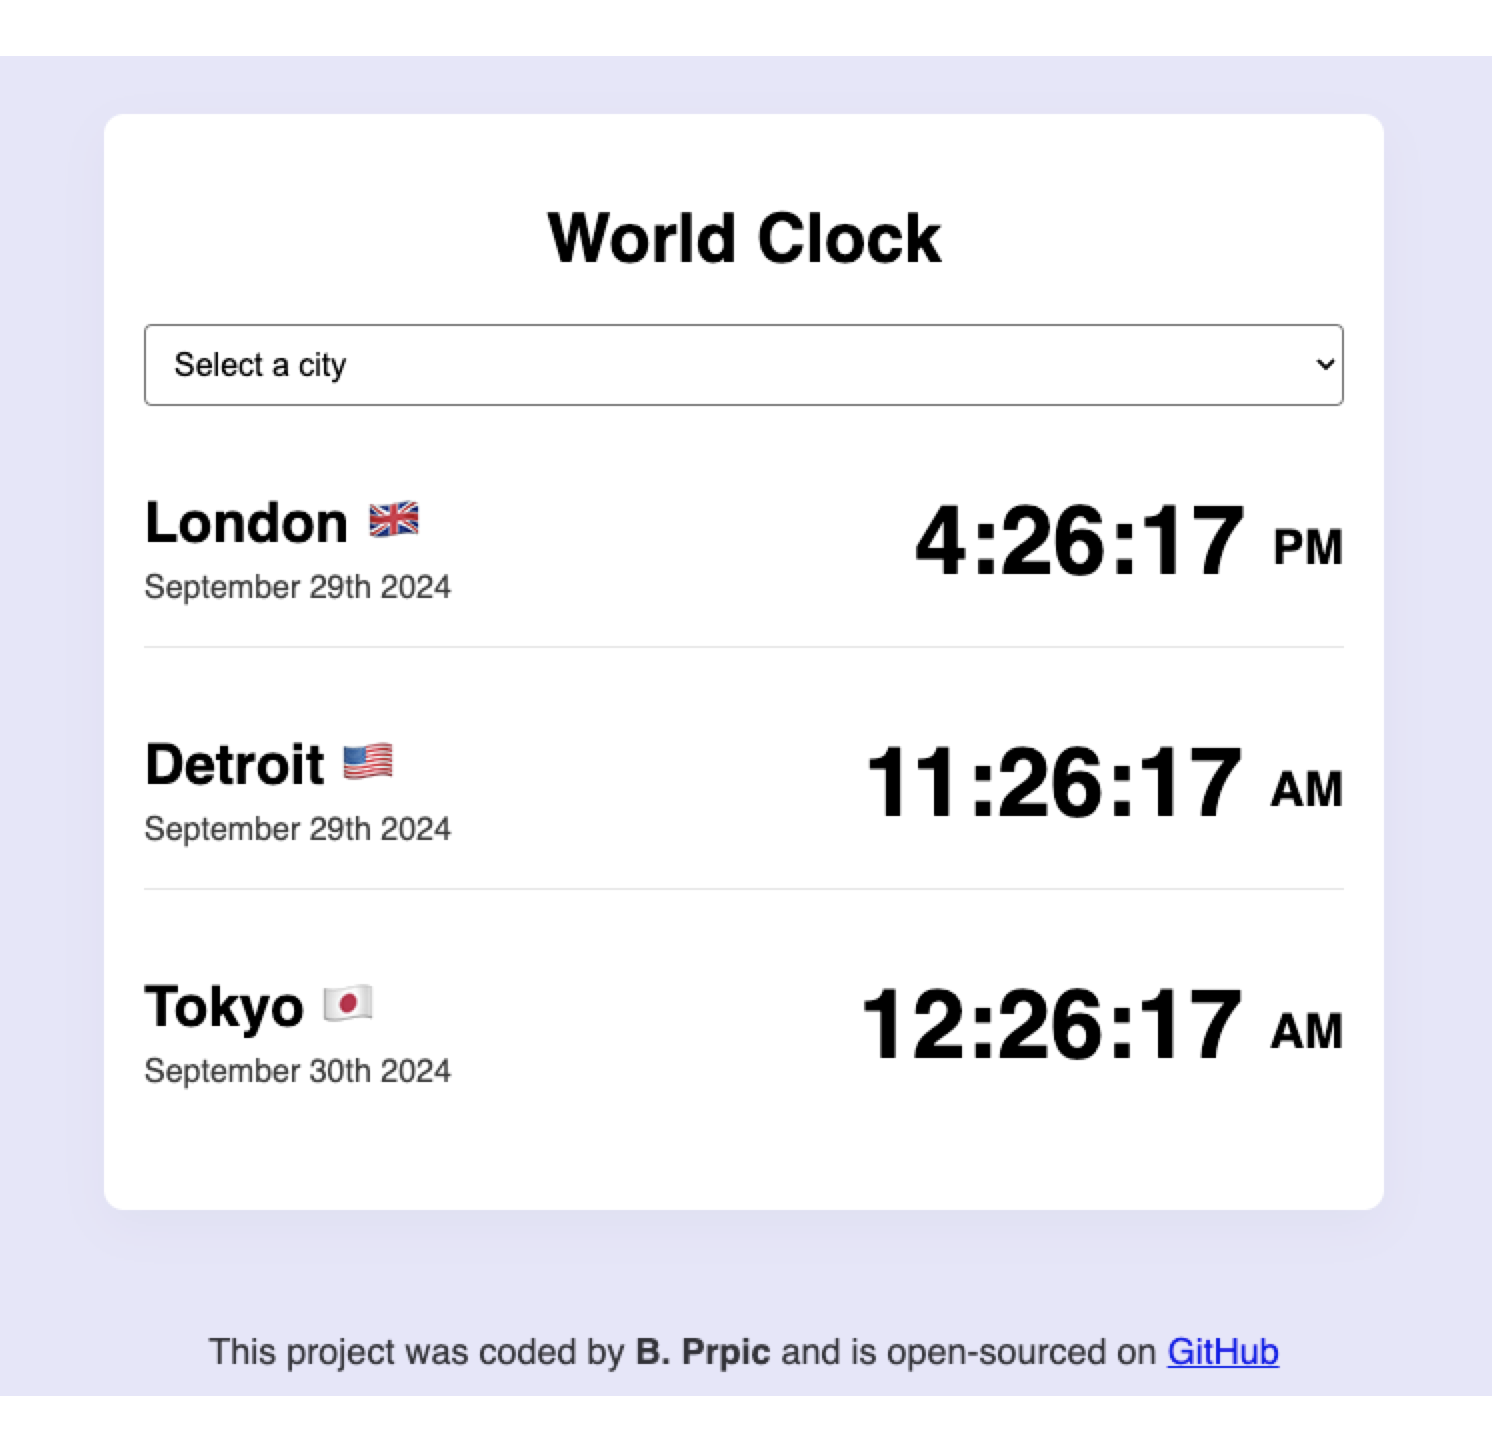 World Clock
Select a city
London 🇬🇧
4:26:17 PM
September 29th 2024
Detroit 🇺🇸
11:26:17 AM
September 29th 2024
Tokyo 🇯🇵
12:26:17 AM
September 30th 2024
This project was coded by B. Prpic and is open-sourced on GitHub